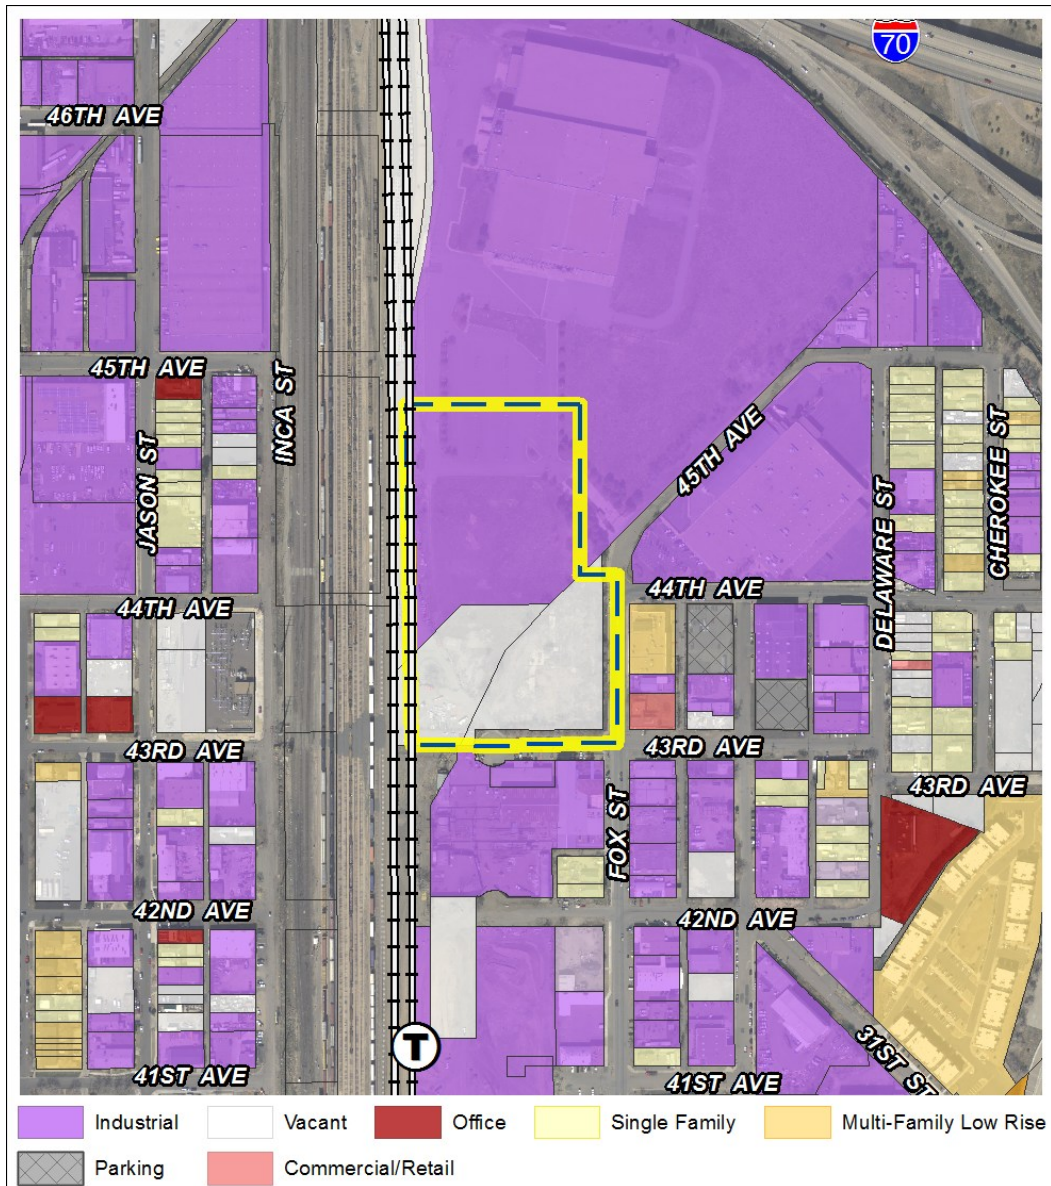 70
46TH AVE
45TH AVE
INCA ST
JASON ST
45TH AVE
CHEROKEE ST
DELAWARE ST
44TH AVE
44TH AVE
43RD AVE
43RD AVE
43RD AVE
FOX ST
42ND AVE
42ND AVE
31ST ST
T
41ST AVE
41ST AVE
Industrial
Vacant
Office
Single Family
Multi-Family Low Rise
Parking
Commercial/Retail